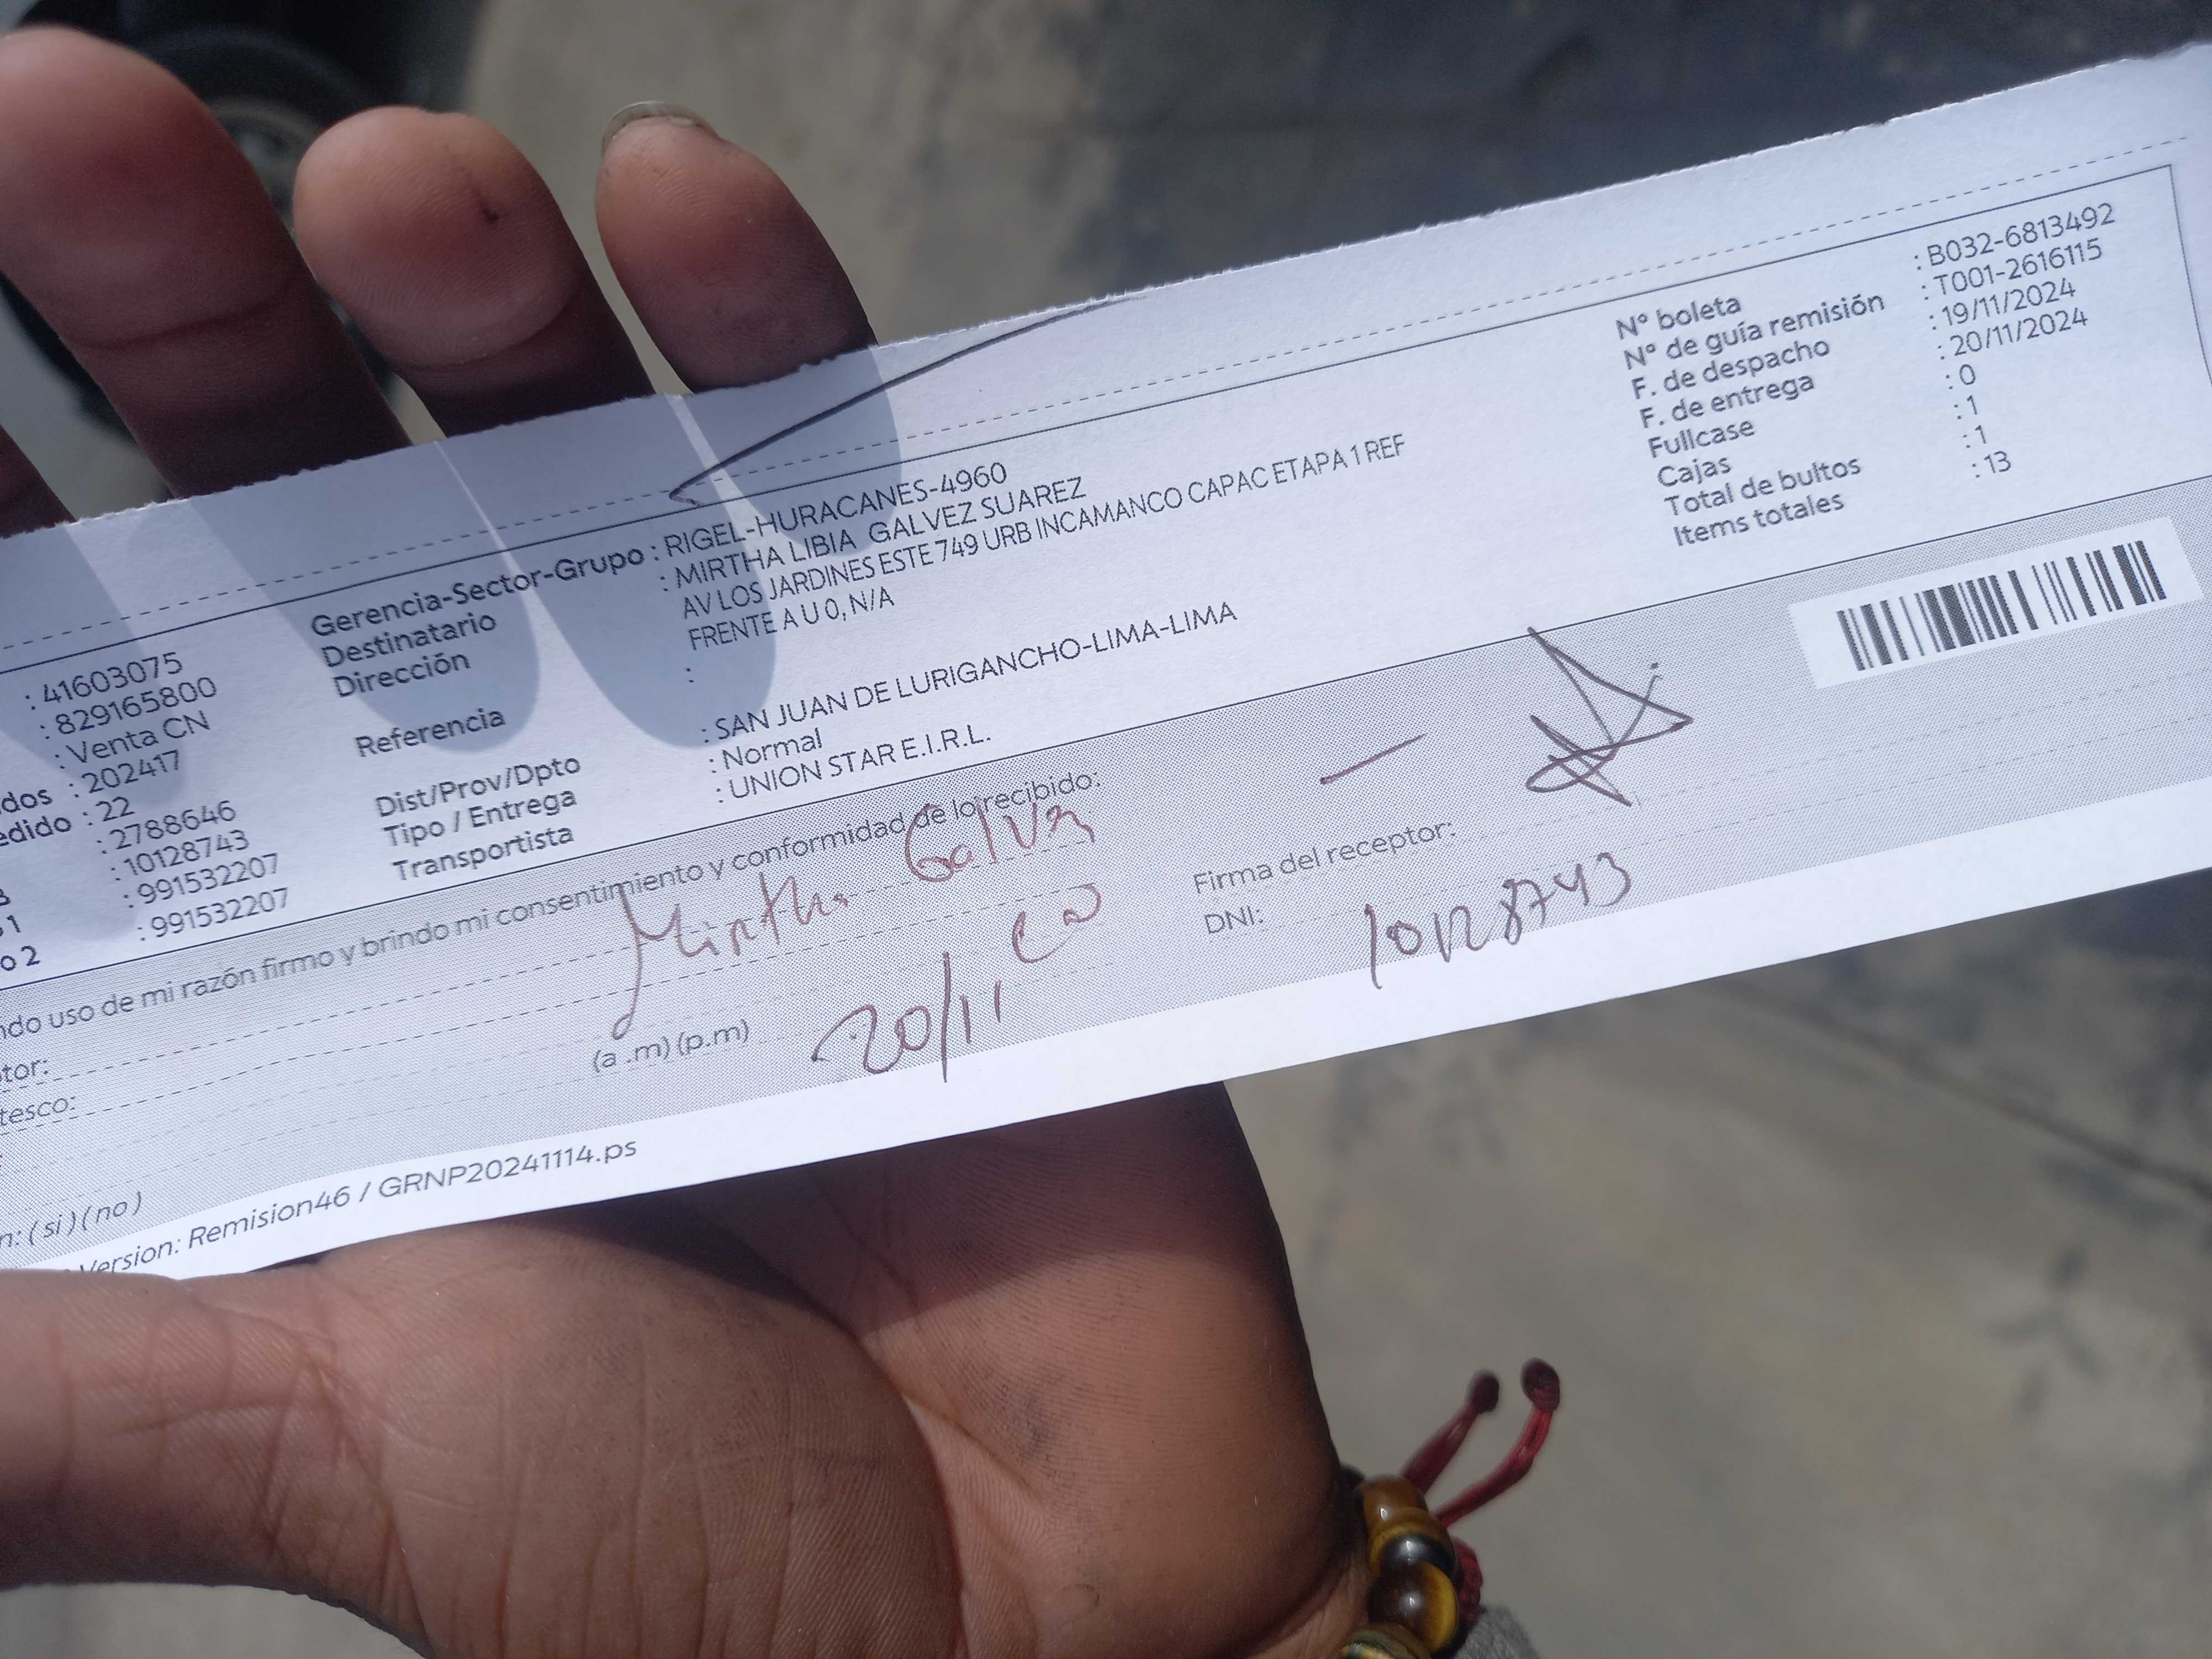 : 41603075
: 829165800
: Venta CN
dos : 202417
edido : 22
: 2788646
: 10128743
1 : 991532207
o 2 : 991532207
Gerencia-Sector-Grupo : RIGEL-HURACANES-4960
Destinatario : MIRTHA LIBIA GALVEZ SUAREZ
Dirección AV LOS JARDINES ESTE 749 URB INCAMANCO CAPAC ETAPA 1 REF
FRENTE A U 0, N/A
Referencia :
Dist/Prov/Dpto : SAN JUAN DE LURIGANCHO-LIMA-LIMA
Tipo / Entrega : Normal
Transportista : UNION STAR E.I.R.L.
N° boleta : B032-6813492
N° de guía remisión : T001-2616115
F. de despacho : 19/11/2024
F. de entrega : 20/11/2024
Fullcase : 0
Cajas : 1
Total de bultos : 1
Items totales : 13
ndo uso de mi razón firmo y brindo mi consentimiento y conformidad de lo recibido:
tor: Mirtha Galvz
tesco:
(a .m) (p.m) 20/11
Firma del receptor:
DNI: 10128743
n: ( si ) ( no )
Version: Remision46 / GRNP20241114.ps